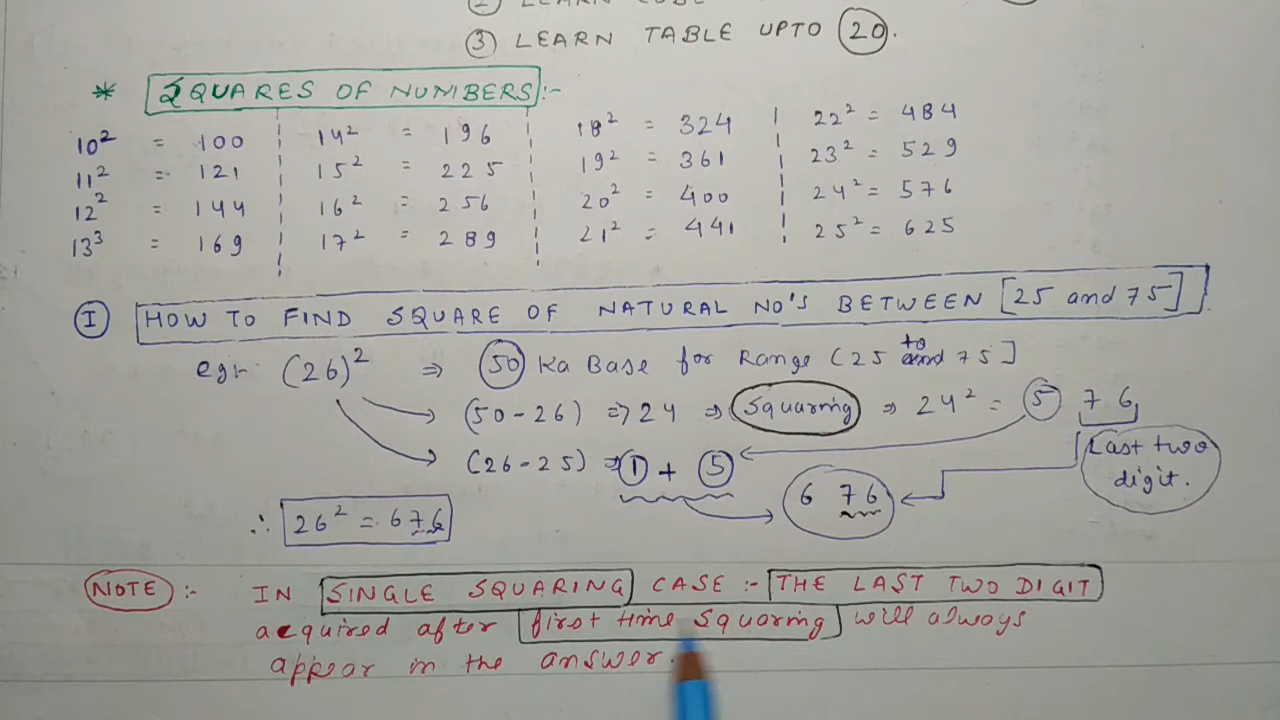 ② LEARN
③ LEARN TABLE UPTO 20.
* SQUARES OF NUMBERS :-
10² = 100 14² = 196 18² = 324 22² = 484
11² = 121 15² = 225 19² = 361 23² = 529
12² = 144 16² = 256 20² = 400 24² = 576
13³ = 169 17² = 289 21² = 441 25² = 625
I HOW TO FIND SQUARE OF NATURAL NO'S BETWEEN [25 and 75]
eg:- (26)² ⇒ 50 Ka Base for Range (25 to and 75]
(50-26) ⇒ 24 ⇒ Squaring ⇒ 24² = 5 76
(26-25) ⇒ 1 + 5
Last two
digit.
6 76
∴ 26² = 676
NOTE :- IN SINGLE SQUARING CASE :- THE LAST TWO DIGIT
acquired after first time squaring will always
appear in the answer.